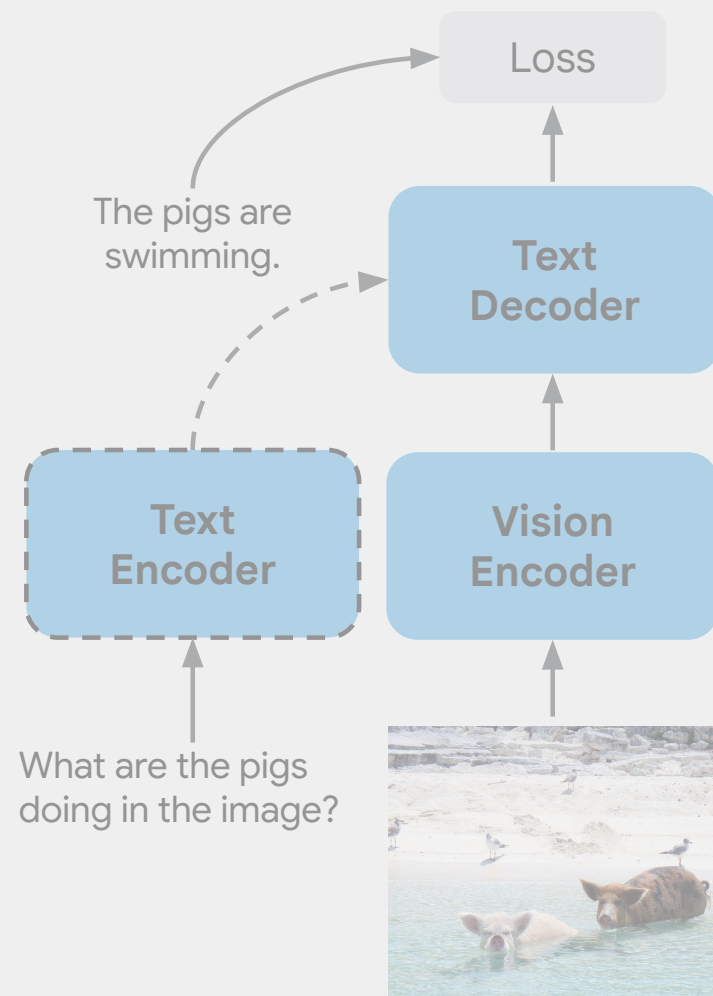 Loss
The pigs are
swimming.
Text
Decoder
Text
Encoder
Vision
Encoder
What are the pigs
doing in the image?